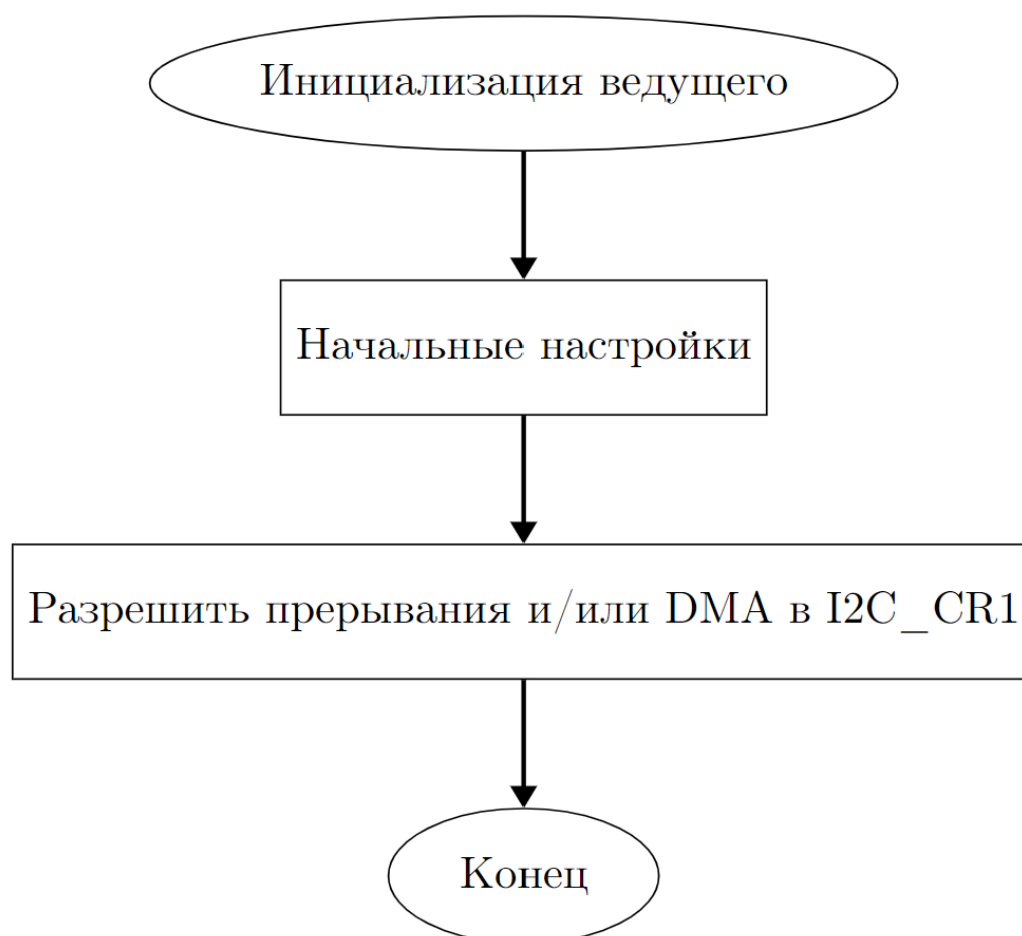 Инициализация ведущего
Начальные настройки
Разрешить прерывания и/или DMA в I2C_CR1
Конец